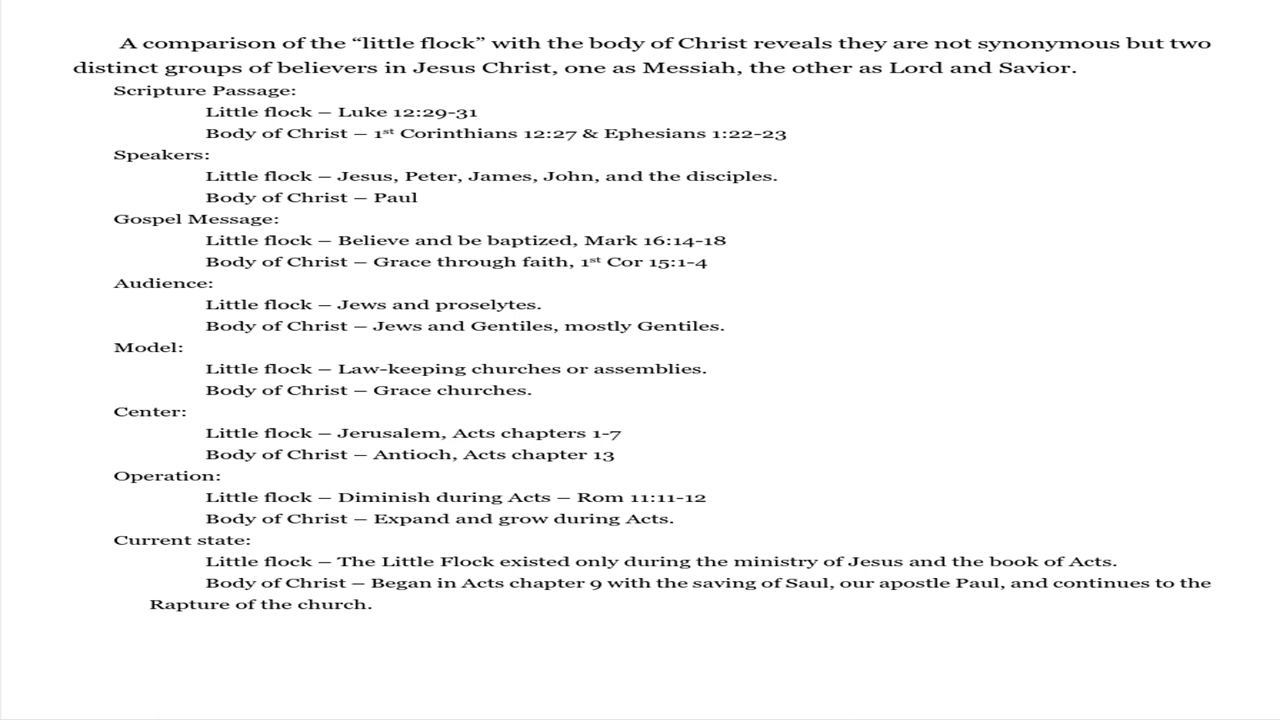 A comparison of the “little flock” with the body of Christ reveals they are not synonymous but two
distinct groups of believers in Jesus Christ, one as Messiah, the other as Lord and Savior.
Scripture Passage:
Little flock – Luke 12:29-31
Body of Christ – 1st Corinthians 12:27 & Ephesians 1:22-23
Speakers:
Little flock – Jesus, Peter, James, John, and the disciples.
Body of Christ – Paul
Gospel Message:
Little flock – Believe and be baptized, Mark 16:14-18
Body of Christ – Grace through faith, 1st Cor 15:1-4
Audience:
Little flock – Jews and proselytes.
Body of Christ – Jews and Gentiles, mostly Gentiles.
Model:
Little flock – Law-keeping churches or assemblies.
Body of Christ – Grace churches.
Center:
Little flock – Jerusalem, Acts chapters 1-7
Body of Christ – Antioch, Acts chapter 13
Operation:
Little flock – Diminish during Acts – Rom 11:11-12
Body of Christ – Expand and grow during Acts.
Current state:
Little flock – The Little Flock existed only during the ministry of Jesus and the book of Acts.
Body of Christ – Began in Acts chapter 9 with the saving of Saul, our apostle Paul, and continues to the
Rapture of the church.